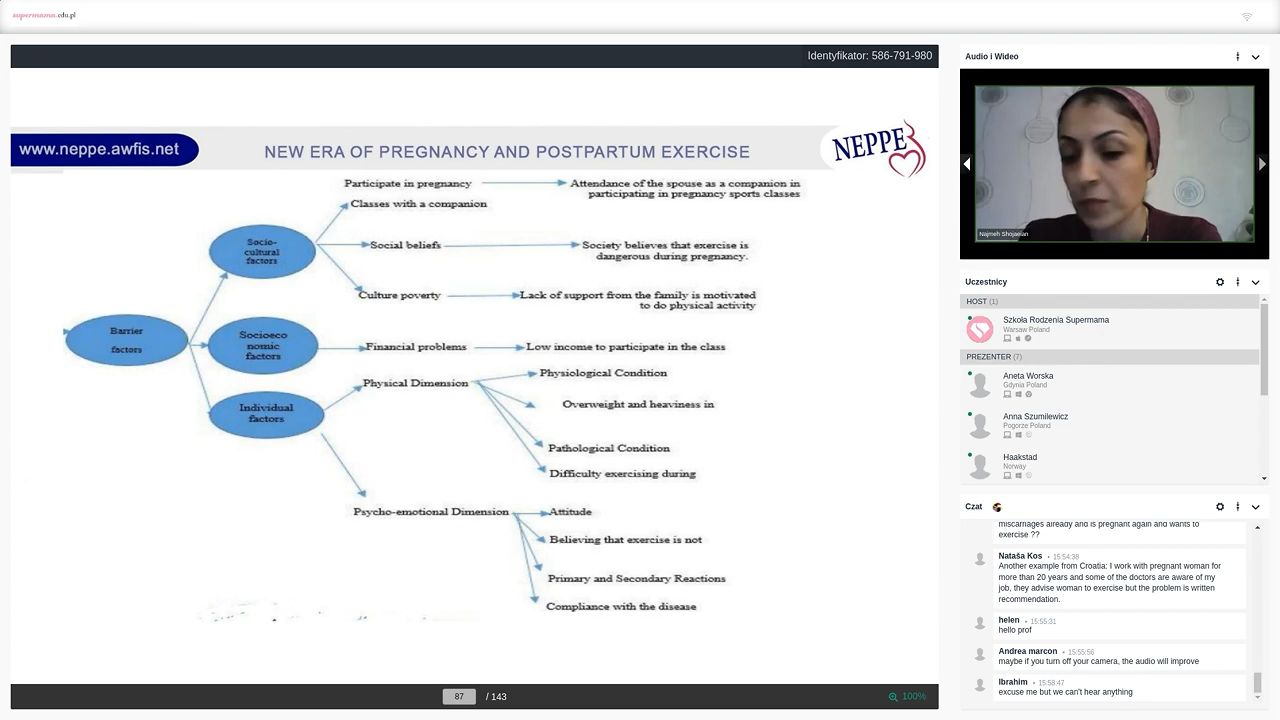 supermama.edu.pl
Identyfikator: 586-791-980
www.neppe.awfis.net
NEW ERA OF PREGNANCY AND POSTPARTUM EXERCISE
NEPPE
Participate in pregnancy
Attendance of the spouse as a companion in
participating in pregnancy sports classes
Classes with a companion
Socio-
cultural
factors
Social beliefs
Society believes that exercise is
dangerous during pregnancy.
Culture poverty
Lack of support from the family is motivated
to do physical activity
Barrier
factors
Socioeco
nomic
factors
Financial problems
Low income to participate in the class
Individual
factors
Physical Dimension
Physiological Condition
Overweight and heaviness in
Pathological Condition
Difficulty exercising during
Psycho-emotional Dimension
Attitude
Believing that exercise is not
Primary and Secondary Reactions
Compliance with the disease
87 / 143
100%
Audio i Wideo
Najmeh Shojaeian
Uczestnicy
HOST (1)
Szkoła Rodzenia Supermama
Warsaw Poland
PREZENTER (7)
Aneta Worska
Gdynia Poland
Anna Szumilewicz
Pogorze Poland
Haakstad
Norway
Czat
miscarriages already and is pregnant again and wants to
exercise ??
Nataša Kos • 15:54:38
Another example from Croatia: I work with pregnant woman for
more than 20 years and some of the doctors are aware of my
job, they advise woman to exercise but the problem is written
recommendation.
helen • 15:55:31
hello prof
Andrea marcon • 15:55:56
maybe if you turn off your camera, the audio will improve
Ibrahim • 15:58:47
excuse me but we can't hear anything